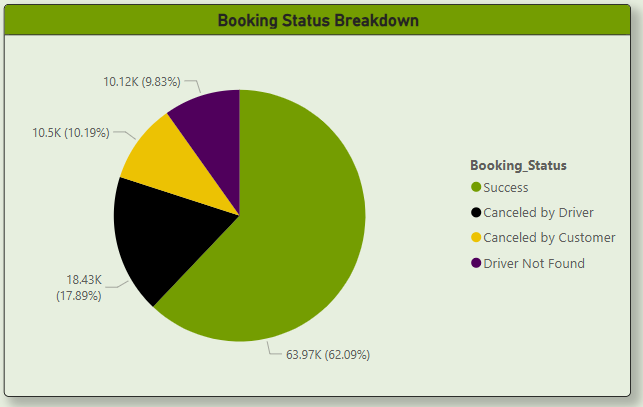 Booking Status Breakdown
10.12K (9.83%)
10.5K (10.19%)
18.43K
(17.89%)
63.97K (62.09%)
Booking_Status
Success
Canceled by Driver
Canceled by Customer
Driver Not Found